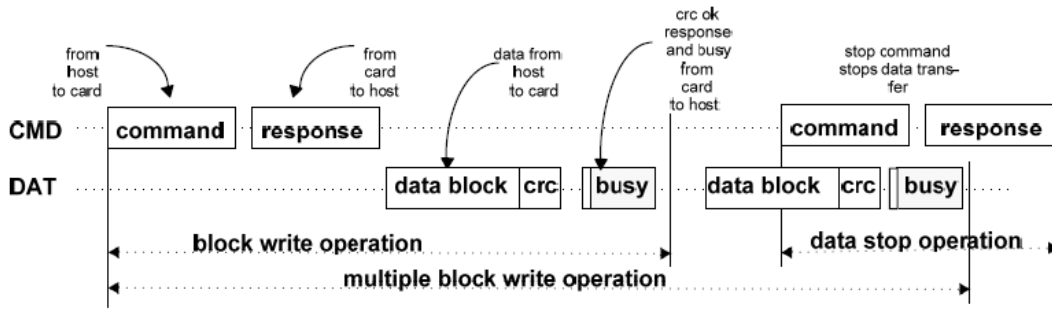 from
host
to card
from
card
to host
data from
host
to card
crc ok
response
and busy
from
card
to host
stop command
stops data trans-
fer
CMD
command
response
command
response
DAT
data block
crc
busy
data block
crc
busy
block write operation
data stop operation
multiple block write operation